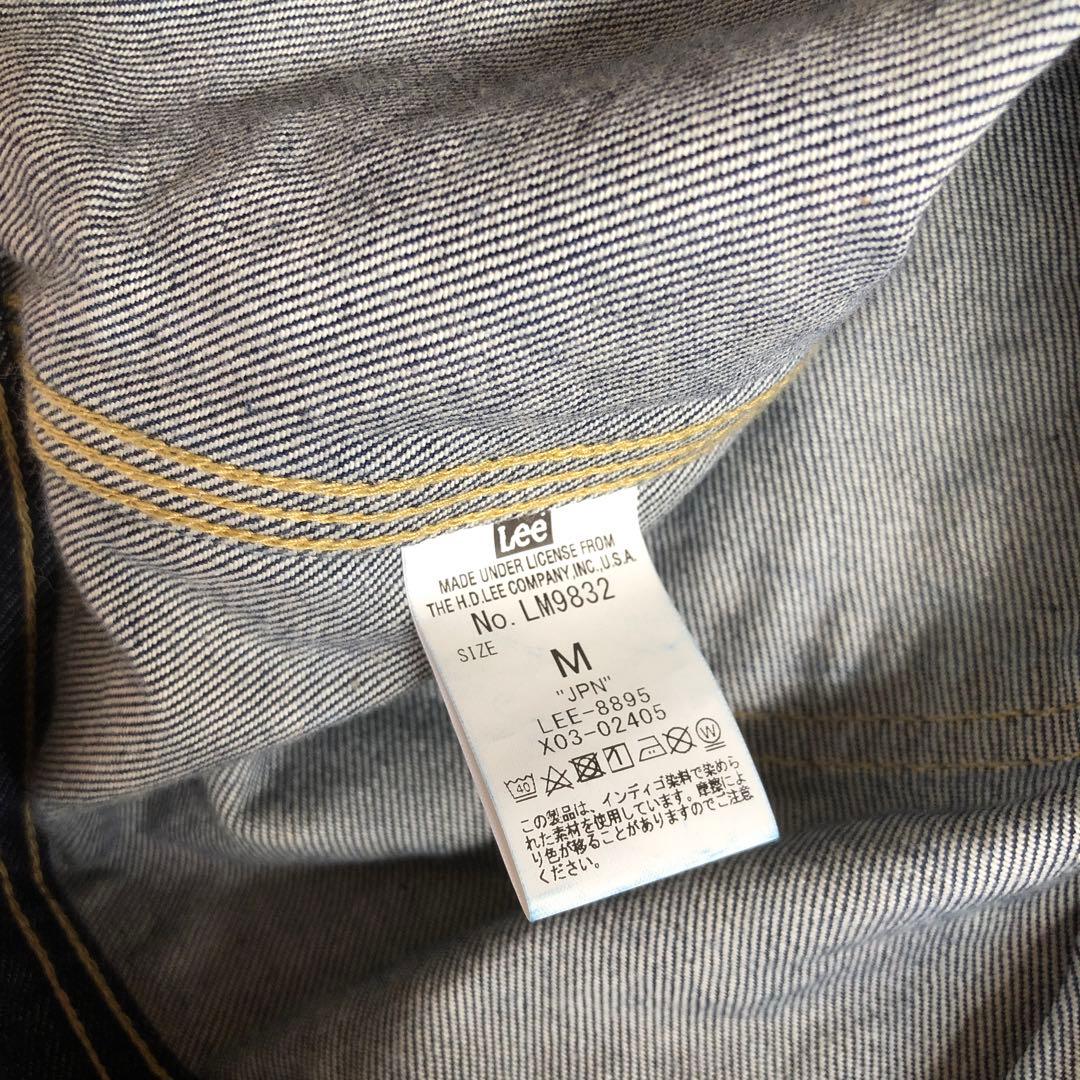 Lee
MADE UNDER LICENSE FROM
THE H.D.LEE COMPANY,INC.,U.S.A.
No. LM9832
SIZE
M
"JPN"
LEE-8895
X03-02405
40 W
この製品は、インディゴ染料で染めら
れた素材を使用しています。摩擦によ
り色が移ることがありますのでご注意
ください。